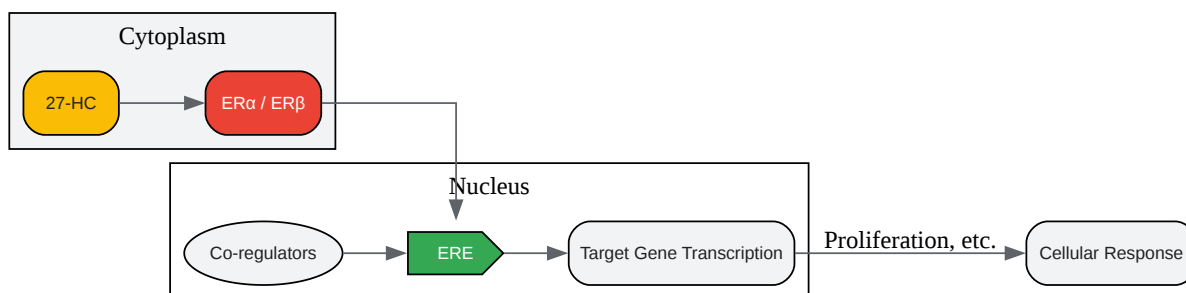 Cytoplasm
27-HC
ERα / ERβ
Nucleus
Co-regulators
ERE
Target Gene Transcription
Proliferation, etc.
Cellular Response